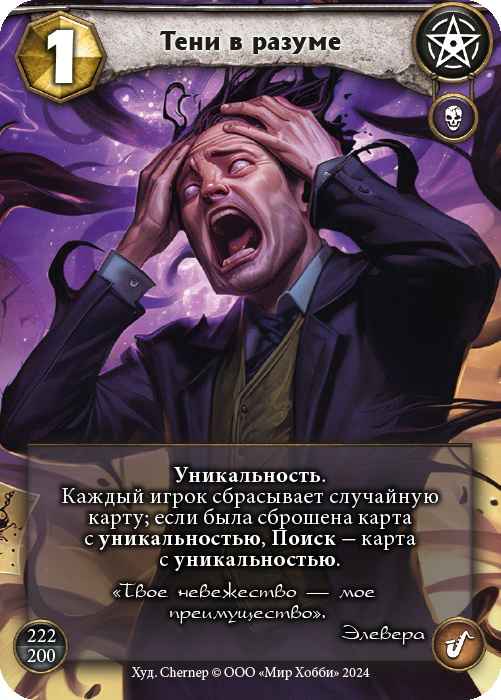 1
Тени в разуме
Уникальность.
Каждый игрок сбрасывает случайную
карту; если была сброшена карта
с уникальностью, Поиск — карта
с уникальностью.
«Твое невежество — мое
преимущество».
Элевера
222
200
Худ. Chernep © ООО «Мир Хобби» 2024